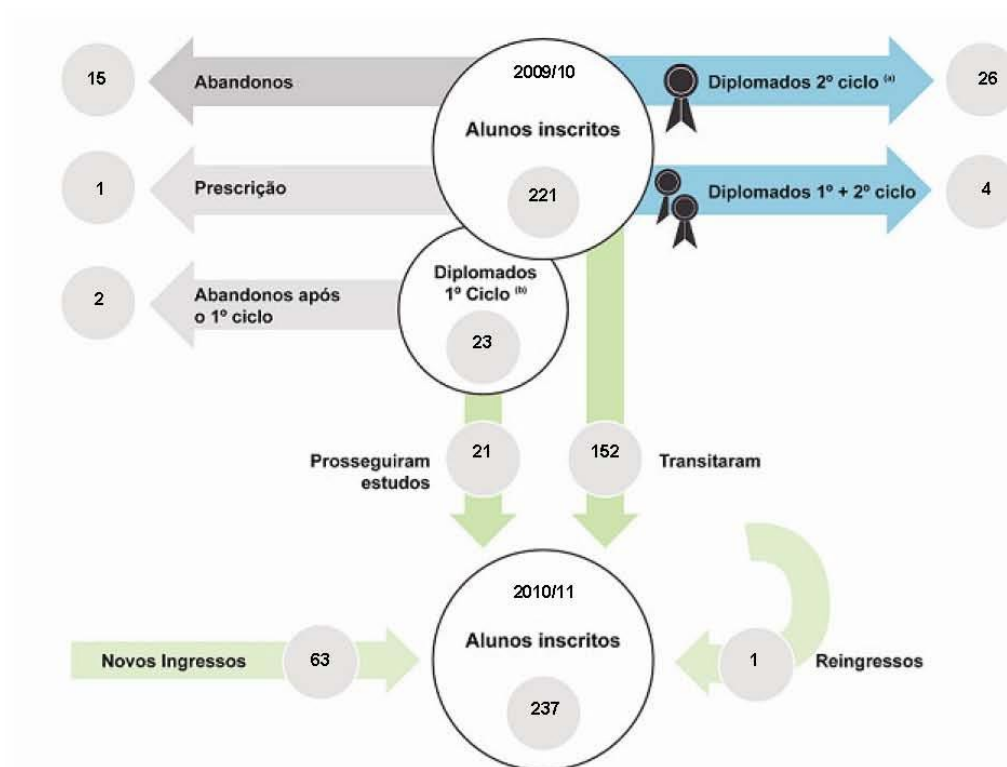 2009/10
Alunos inscritos
221
15
Abandonos
Diplomados 2º ciclo (a)
26
1
Prescrição
Diplomados 1º + 2º ciclo
4
2
Abandonos após
o 1º ciclo
Diplomados
1º Ciclo (b)
23
Prosseguiram
estudos
21
152
Transitaram
2010/11
Alunos inscritos
237
Novos Ingressos
63
1
Reingressos